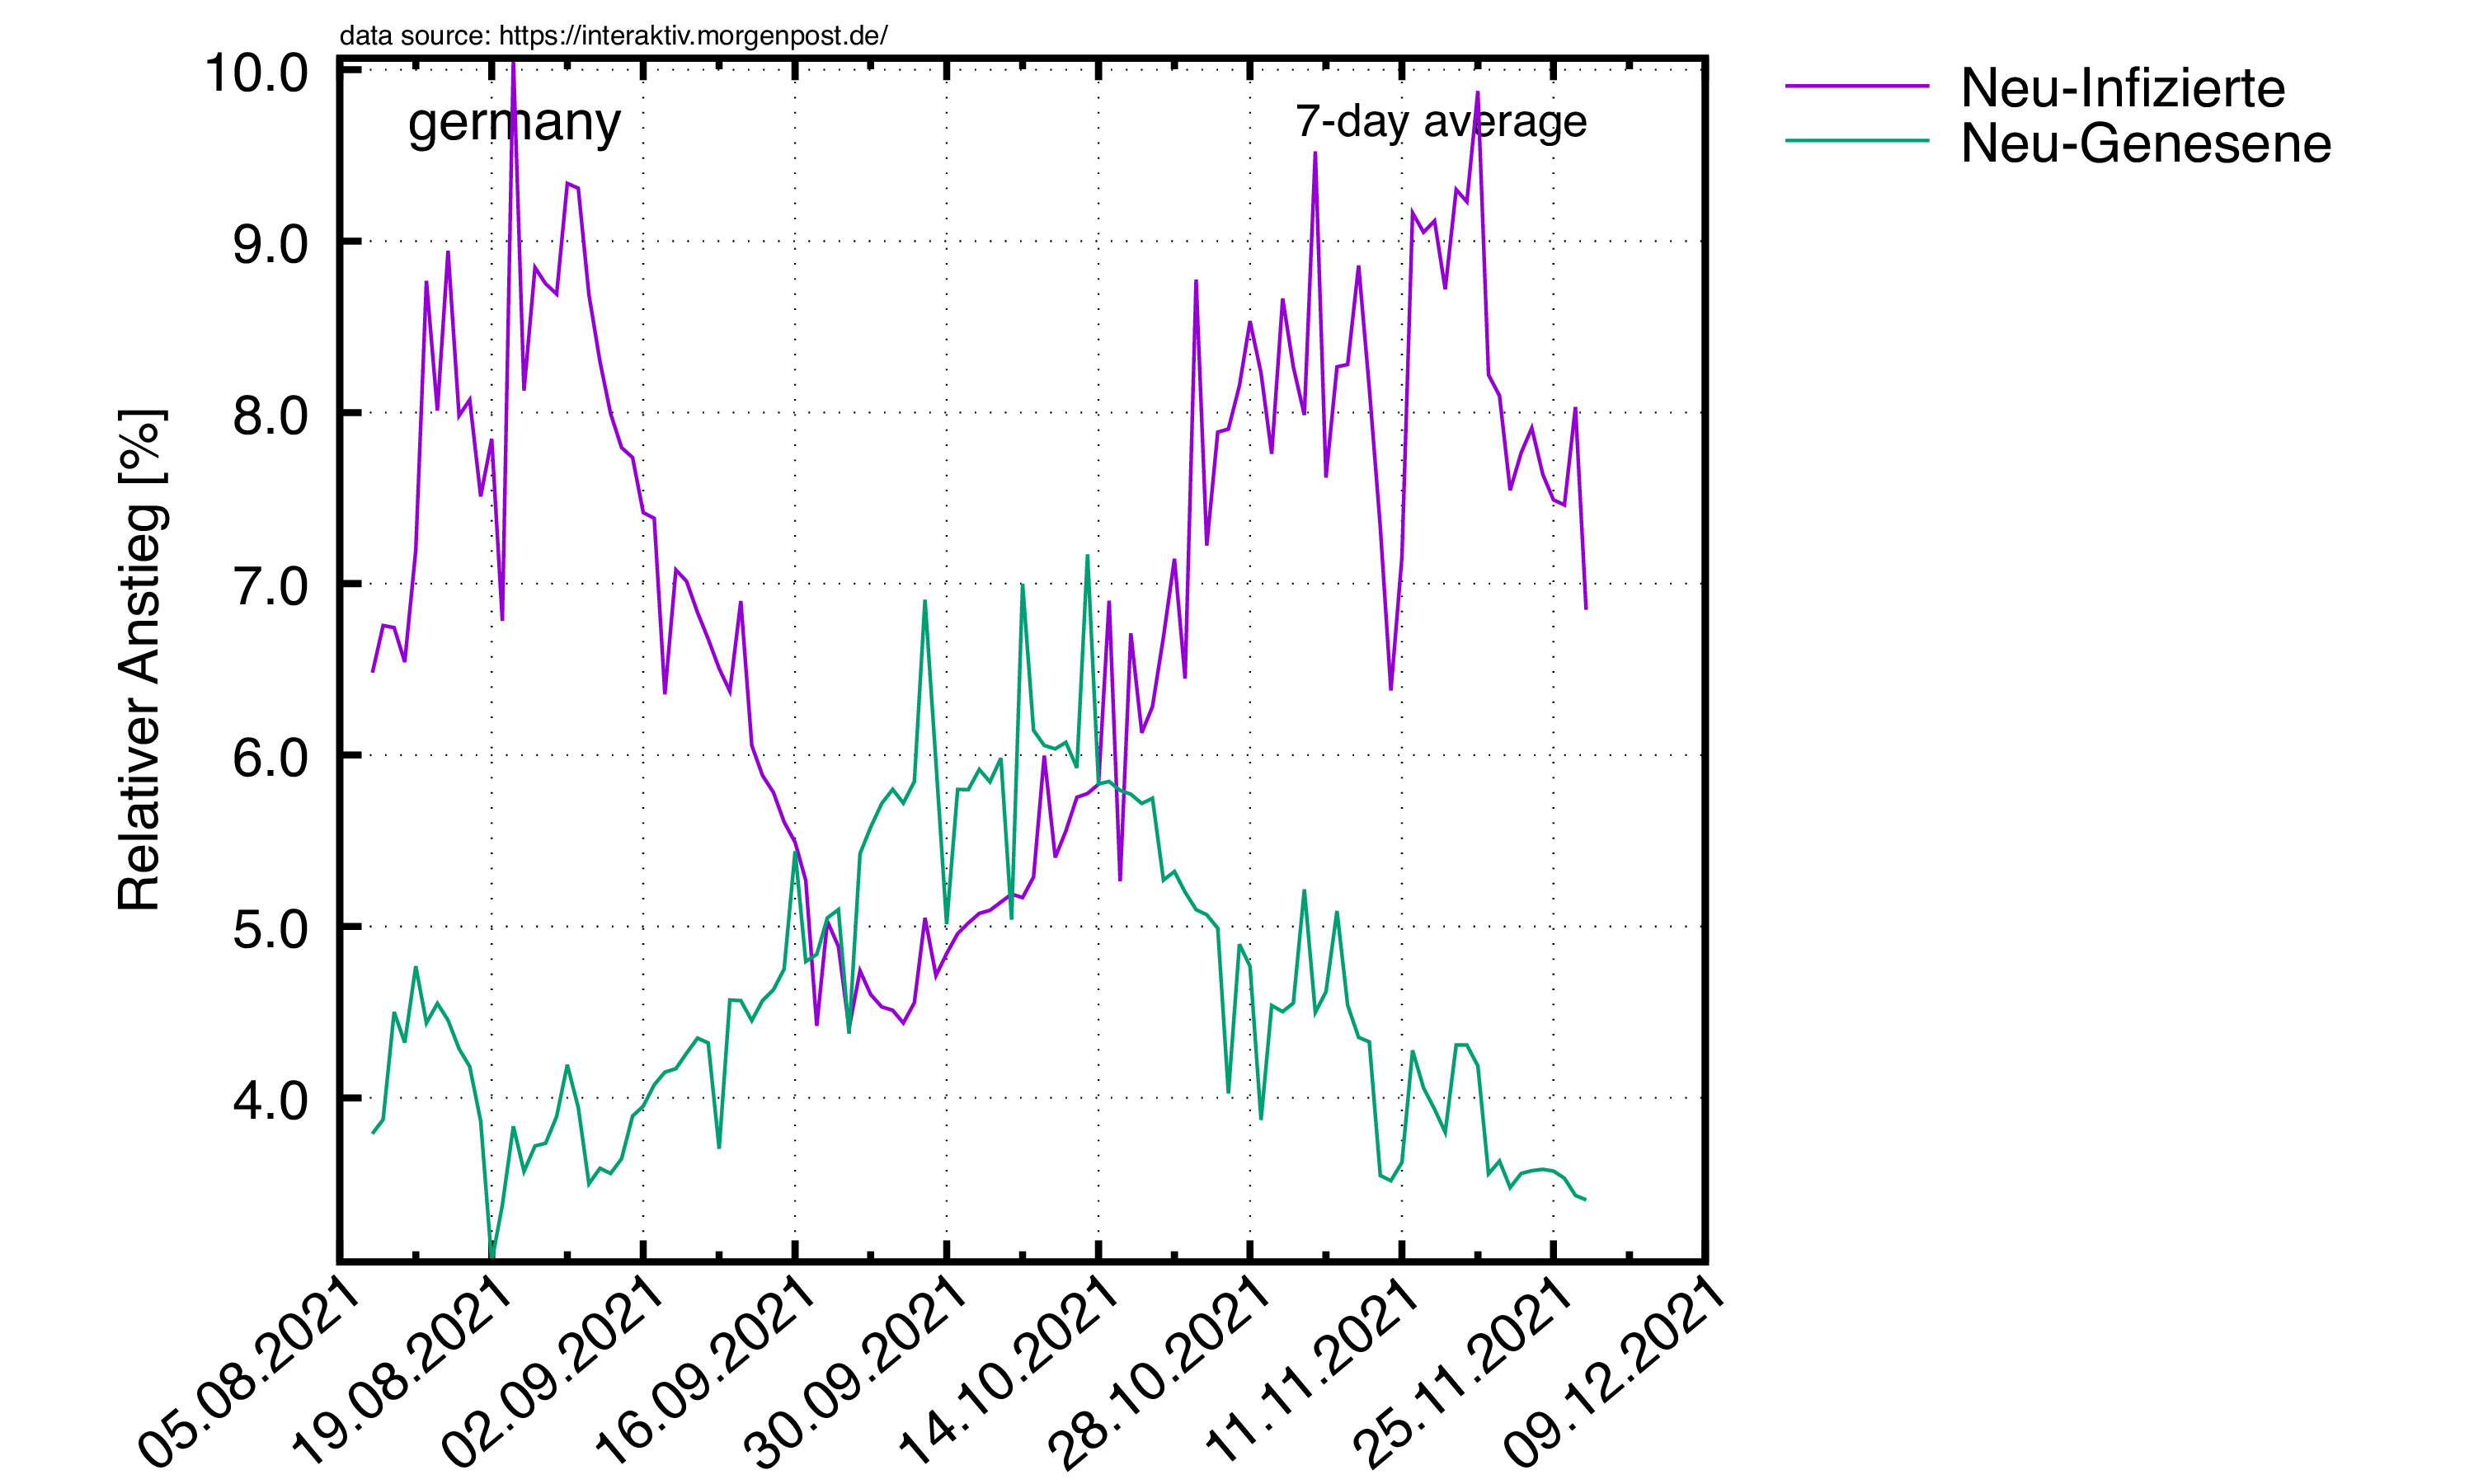 data source: https://interaktiv.morgenpost.de/
germany
7-day average
Neu-Infizierte
Neu-Genesene
Relativer Anstieg [%]
10.0
9.0
8.0
7.0
6.0
5.0
4.0
05.08.2021
19.08.2021
02.09.2021
16.09.2021
30.09.2021
14.10.2021
28.10.2021
11.11.2021
25.11.2021
09.12.2021